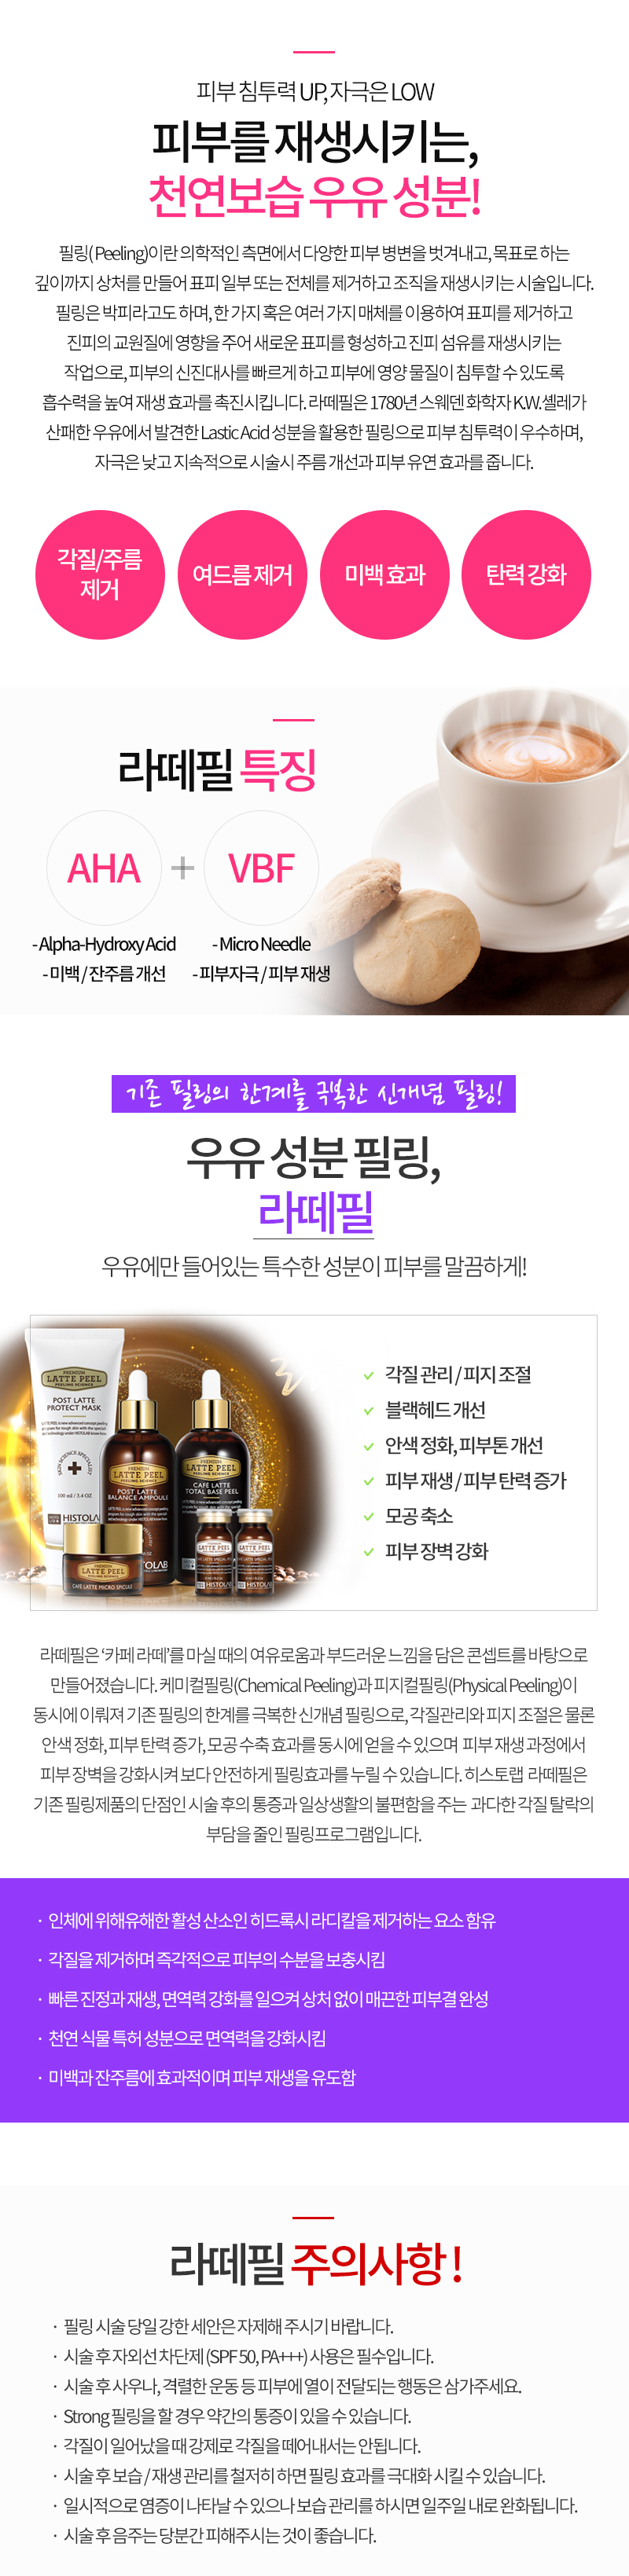 피부 침투력 UP, 자극은 LOW
피부를 재생시키는,
천연보습 우유 성분!
필링( Peeling)이란 의학적인 측면에서 다양한 피부 병변을 벗겨내고, 목표로 하는
깊이까지 상처를 만들어 표피 일부 또는 전체를 제거하고 조직을 재생시키는 시술입니다.
필링은 박피라고도 하며, 한 가지 혹은 여러 가지 매체를 이용하여 표피를 제거하고
진피의 교원질에 영향을 주어 새로운 표피를 형성하고 진피 섬유를 재생시키는
작업으로, 피부의 신진대사를 빠르게 하고 피부에 영양 물질이 침투할 수 있도록
흡수력을 높여 재생 효과를 촉진시킵니다. 라떼필은 1780년 스웨덴 화학자 K.W.셸레가
산패한 우유에서 발견한 Lastic Acid 성분을 활용한 필링으로 피부 침투력이 우수하며,
자극은 낮고 지속적으로 시술시 주름 개선과 피부 유연 효과를 줍니다.
각질/주름
제거
여드름 제거
미백 효과
탄력 강화
라떼필 특징
AHA + VBF
- Alpha-Hydroxy Acid
- 미백 / 잔주름 개선
- Micro Needle
- 피부자극 / 피부 재생
기존 필링의 한계를 극복한 신개념 필링!
우유 성분 필링,
라떼필
우유에만 들어있는 특수한 성분이 피부를 말끔하게!
PREMIUM
LATTE PEEL
PEELING SCIENCE
POST LATTE
PROTECT MASK
SKIN SCIENCE SPECIALIST
100 ml / 3.4 OZ
HISTOLAB
PREMIUM
LATTE PEEL
PEELING SCIENCE
POST LATTE
BALANCE AMPOULE
PREMIUM
LATTE PEEL
PEELING SCIENCE
CAFE LATTE
TOTAL BASE PEEL
PREMIUM
LATTE PEEL
CAFE LATTE MICRO SPICULE
LATTE PEEL
HISTOLAB
LATTE PEEL
HISTOLAB
각질 관리 / 피지 조절
블랙헤드 개선
안색 정화, 피부톤 개선
피부 재생 / 피부 탄력 증가
모공 축소
피부 장벽 강화
라떼필은 ‘카페 라떼’를 마실 때의 여유로움과 부드러운 느낌을 담은 콘셉트를 바탕으로
만들어졌습니다. 케미컬필링(Chemical Peeling)과 피지컬필링(Physical Peeling)이
동시에 이뤄져 기존 필링의 한계를 극복한 신개념 필링으로, 각질관리와 피지 조절은 물론
안색 정화, 피부 탄력 증가, 모공 수축 효과를 동시에 얻을 수 있으며 피부 재생 과정에서
피부 장벽을 강화시켜 보다 안전하게 필링효과를 누릴 수 있습니다. 히스토랩 라떼필은
기존 필링제품의 단점인 시술 후의 통증과 일상생활의 불편함을 주는 과다한 각질 탈락의
부담을 줄인 필링프로그램입니다.
· 인체에 위해유해한 활성 산소인 히드록시 라디칼을 제거하는 요소 함유
· 각질을 제거하며 즉각적으로 피부의 수분을 보충시킴
· 빠른 진정과 재생, 면역력 강화를 일으켜 상처 없이 매끈한 피부결 완성
· 천연 식물 특허 성분으로 면역력을 강화시킴
· 미백과 잔주름에 효과적이며 피부 재생을 유도함
라떼필 주의사항 !
· 필링 시술 당일 강한 세안은 자제해 주시기 바랍니다.
· 시술 후 자외선 차단제 (SPF 50, PA+++) 사용은 필수입니다.
· 시술 후 사우나, 격렬한 운동 등 피부에 열이 전달되는 행동은 삼가주세요.
· Strong 필링을 할 경우 약간의 통증이 있을 수 있습니다.
· 각질이 일어났을 때 강제로 각질을 떼어내서는 안됩니다.
· 시술 후 보습 / 재생 관리를 철저히 하면 필링 효과를 극대화 시킬 수 있습니다.
· 일시적으로 염증이 나타날 수 있으나 보습 관리를 하시면 일주일 내로 완화됩니다.
· 시술 후 음주는 당분간 피해주시는 것이 좋습니다.